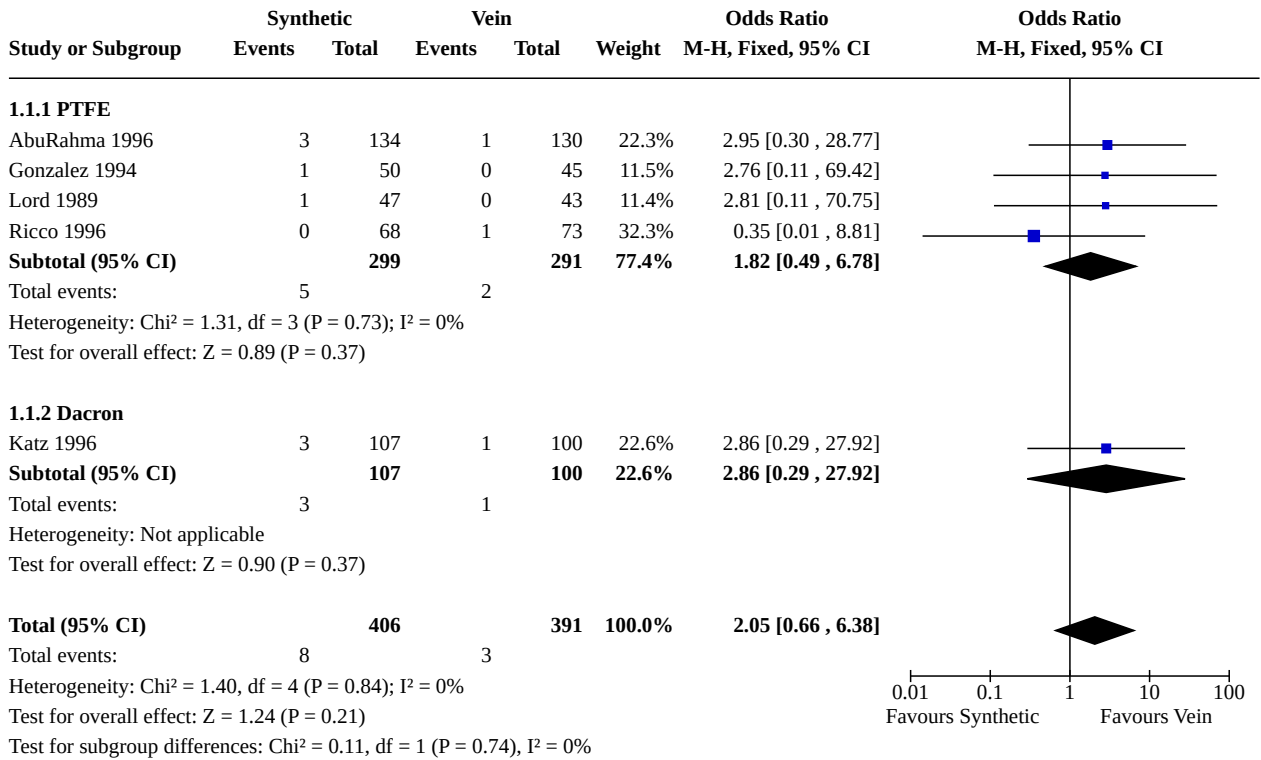 Synthetic Vein Odds Ratio Odds Ratio
Study or Subgroup Events Total Events Total Weight M-H, Fixed, 95% CI M-H, Fixed, 95% CI
1.1.1 PTFE
AbuRahma 1996 3 134 1 130 22.3% 2.95 [0.30 , 28.77]
Gonzalez 1994 1 50 0 45 11.5% 2.76 [0.11 , 69.42]
Lord 1989 1 47 0 43 11.4% 2.81 [0.11 , 70.75]
Ricco 1996 0 68 1 73 32.3% 0.35 [0.01 , 8.81]
Subtotal (95% CI) 299 291 77.4% 1.82 [0.49 , 6.78]
Total events: 5 2
Heterogeneity: Chi² = 1.31, df = 3 (P = 0.73); I² = 0%
Test for overall effect: Z = 0.89 (P = 0.37)
1.1.2 Dacron
Katz 1996 3 107 1 100 22.6% 2.86 [0.29 , 27.92]
Subtotal (95% CI) 107 100 22.6% 2.86 [0.29 , 27.92]
Total events: 3 1
Heterogeneity: Not applicable
Test for overall effect: Z = 0.90 (P = 0.37)
Total (95% CI) 406 391 100.0% 2.05 [0.66 , 6.38]
Total events: 8 3
Heterogeneity: Chi² = 1.40, df = 4 (P = 0.84); I² = 0%
Test for overall effect: Z = 1.24 (P = 0.21)
Test for subgroup differences: Chi² = 0.11, df = 1 (P = 0.74), I² = 0%
0.01 0.1 1 10 100
Favours Synthetic Favours Vein